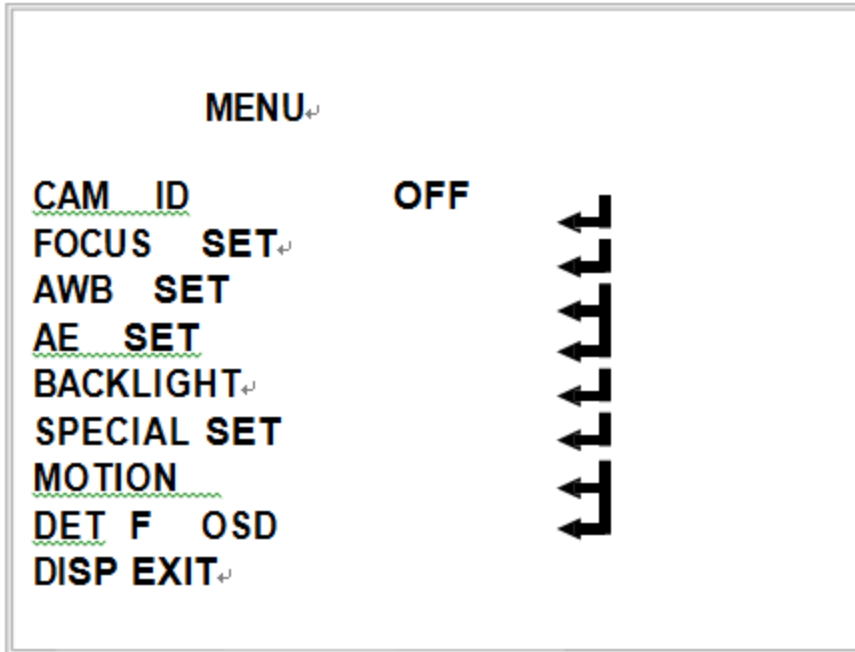 MENU
CAM ID OFF
FOCUS SET
AWB SET
AE SET
BACKLIGHT
SPECIAL SET
MOTION
DET F OSD
DISP EXIT